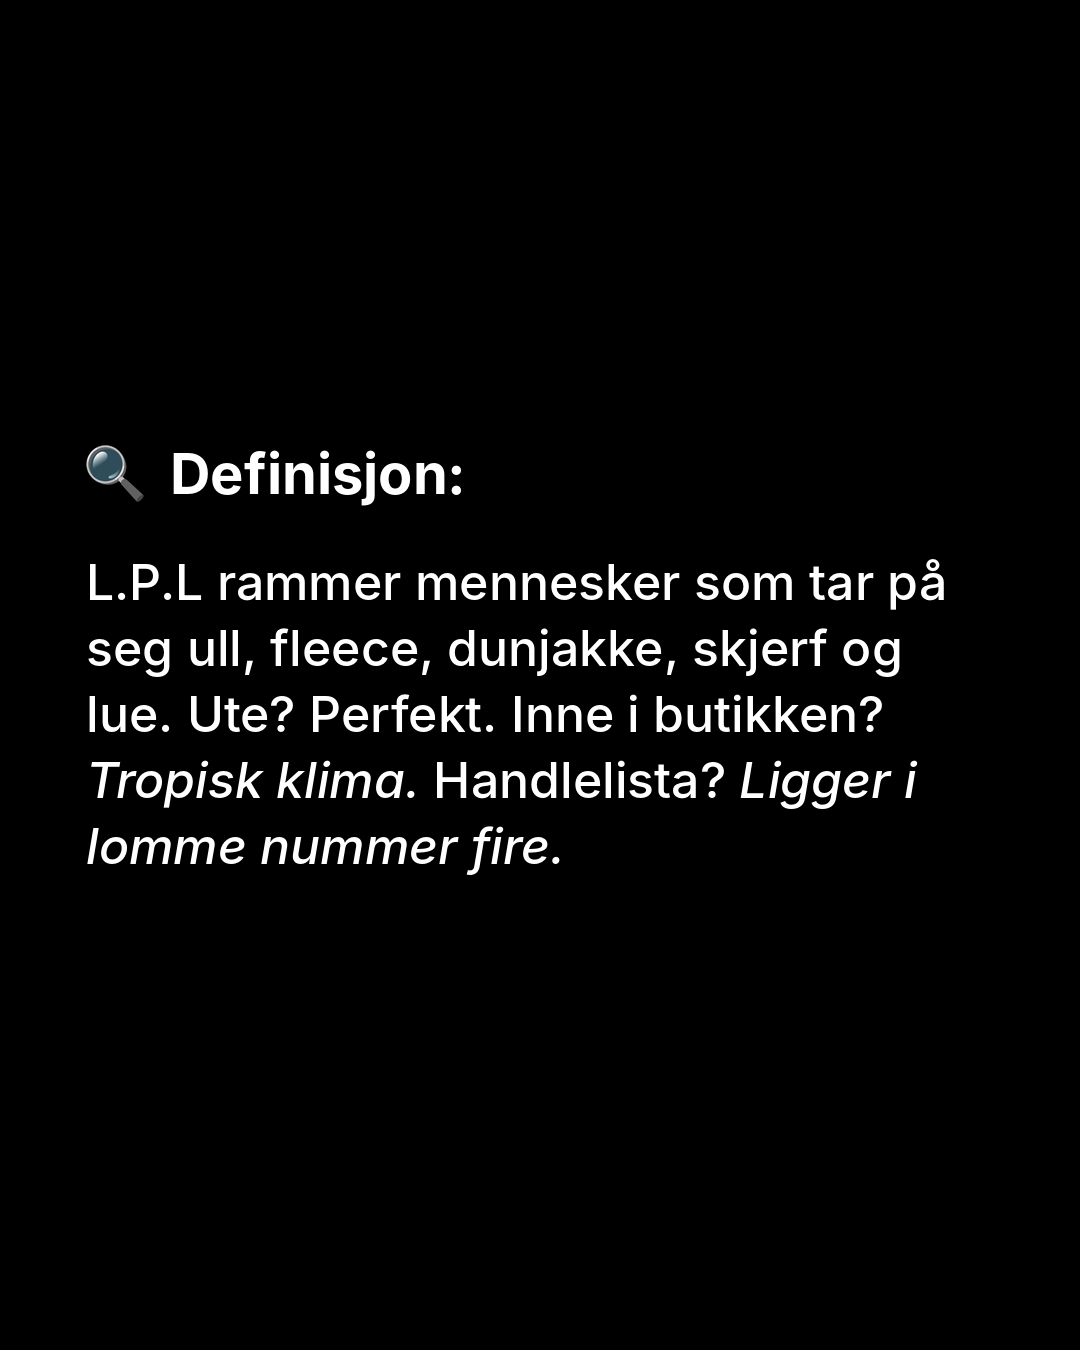 🔍 Definisjon:
L.P.L rammer mennesker som tar på
seg ull, fleece, dunjakke, skjerf og
lue. Ute? Perfekt. Inne i butikken?
Tropisk klima. Handlelista? Ligger i
lomme nummer fire.